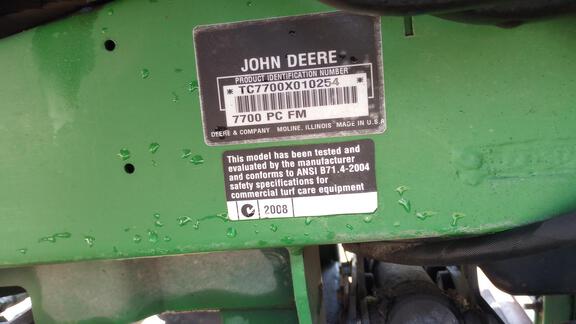 JOHN DEERE
PRODUCT IDENTIFICATION NUMBER
* TC7700X010254 *
7700 PC FM
DEERE & COMPANY MOLINE, ILLINOIS MADE IN U.S.A
This model has been tested and
evaluated by the manufacturer
and conforms to ANSI B71.4-2004
safety specifications for
commercial turf care equipment
C 2008